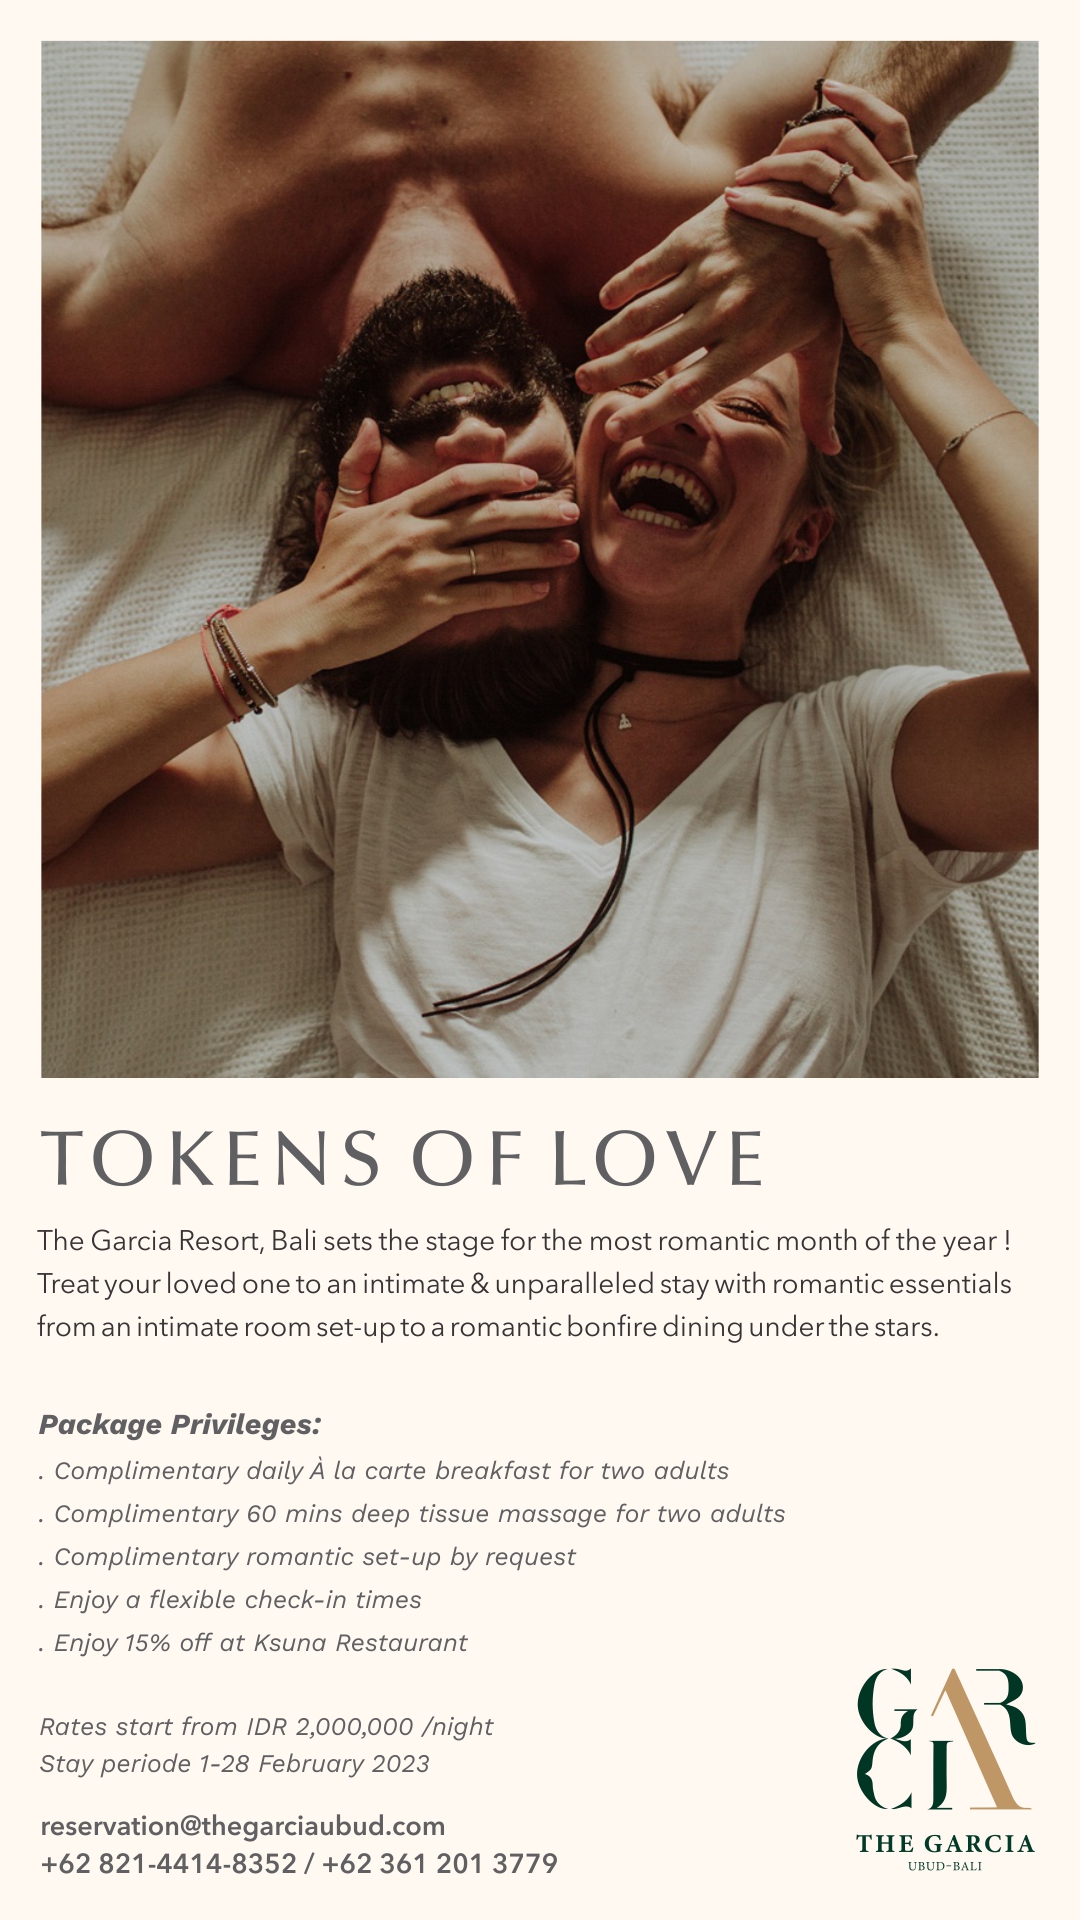 TOKENS OF LOVE
The Garcia Resort, Bali sets the stage for the most romantic month of the year !
Treat your loved one to an intimate & unparalleled stay with romantic essentials
from an intimate room set-up to a romantic bonfire dining under the stars.
Package Privileges:
. Complimentary daily À la carte breakfast for two adults
. Complimentary 60 mins deep tissue massage for two adults
. Complimentary romantic set-up by request
. Enjoy a flexible check-in times
. Enjoy 15% off at Ksuna Restaurant
Rates start from IDR 2,000,000 /night
Stay periode 1-28 February 2023
reservation@thegarciaubud.com
+62 821-4414-8352 / +62 361 201 3779
GAR
CIA
THE GARCIA
UBUD-BALI